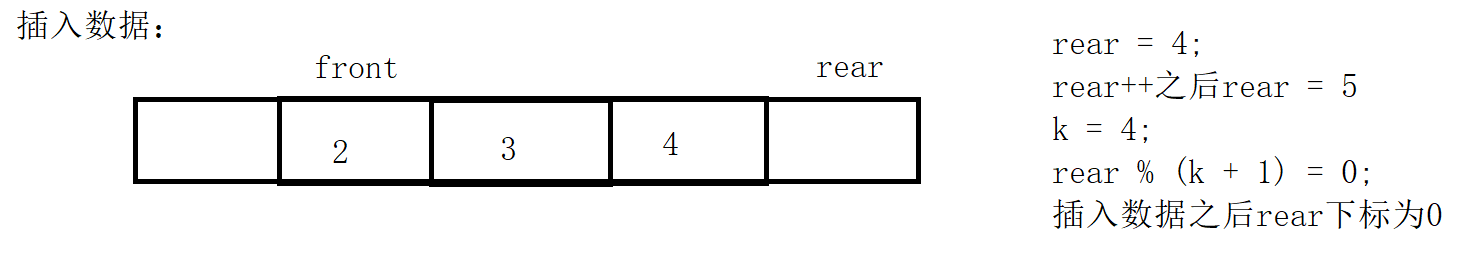 插入数据：
front rear
2 3 4
rear = 4;
rear++之后rear = 5
k = 4;
rear % (k + 1) = 0;
插入数据之后rear下标为0